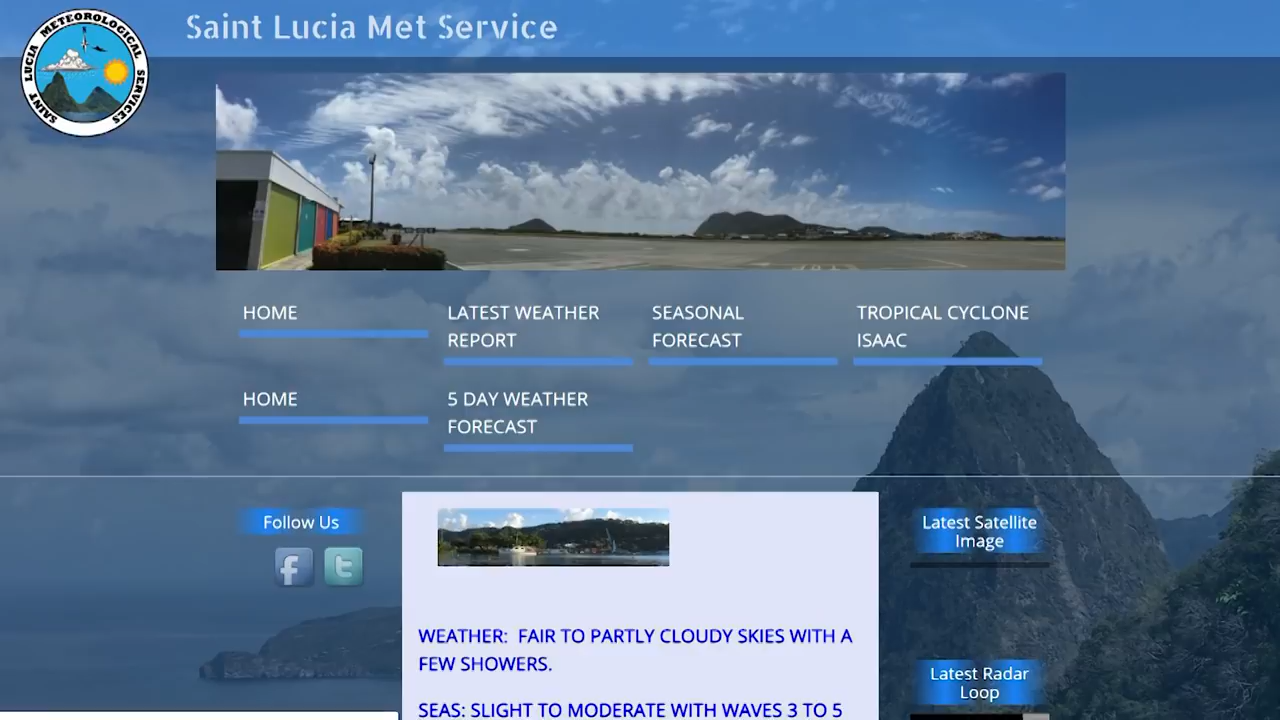 SAINT LUCIA METEOROLOGICAL SERVICES
Saint Lucia Met Service
HOME
LATEST WEATHER
REPORT
SEASONAL
FORECAST
TROPICAL CYCLONE
ISAAC
HOME
5 DAY WEATHER
FORECAST
Follow Us
f
t
WEATHER: FAIR TO PARTLY CLOUDY SKIES WITH A
FEW SHOWERS.
SEAS: SLIGHT TO MODERATE WITH WAVES 3 TO 5
Latest Satellite
Image
Latest Radar
Loop